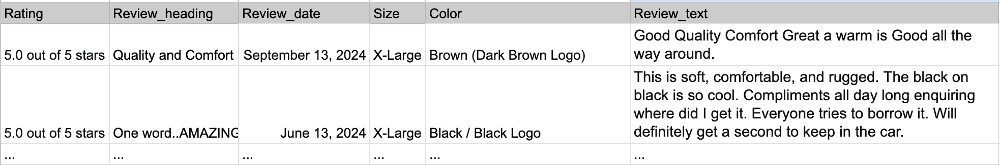 Rating Review_heading Review_date Size Color Review_text
5.0 out of 5 stars Quality and Comfort September 13, 2024 X-Large Brown (Dark Brown Logo) Good Quality Comfort Great a warm is Good all the
way around.
This is soft, comfortable, and rugged. The black on
black is so cool. Compliments all day long enquiring
where did I get it. Everyone tries to borrow it. Will
5.0 out of 5 stars One word..AMAZING June 13, 2024 X-Large Black / Black Logo definitely get a second to keep in the car.
... ... ... ... ... ...